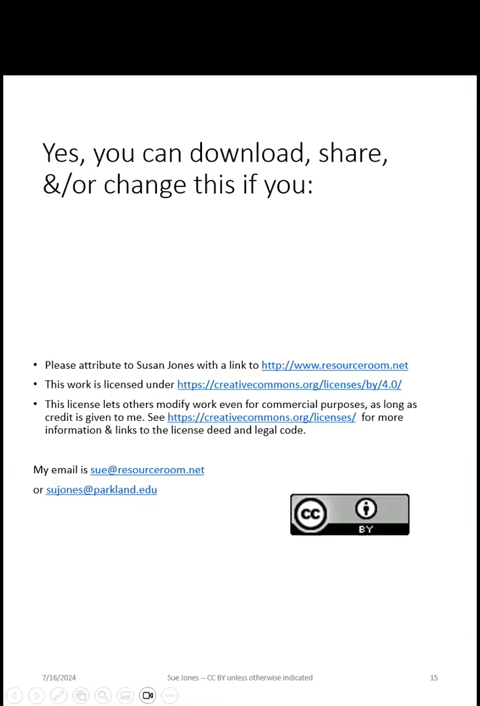 Yes, you can download, share,
&/or change this if you:
• Please attribute to Susan Jones with a link to http://www.resourceroom.net
• This work is licensed under https://creativecommons.org/licenses/by/4.0/
• This license lets others modify work even for commercial purposes, as long as
credit is given to me. See https://creativecommons.org/licenses/ for more
information & links to the license deed and legal code.
My email is sue@resourceroom.net
or sujones@parkland.edu
cc
BY
7/16/2024 Sue Jones -- CC BY unless otherwise indicated 15